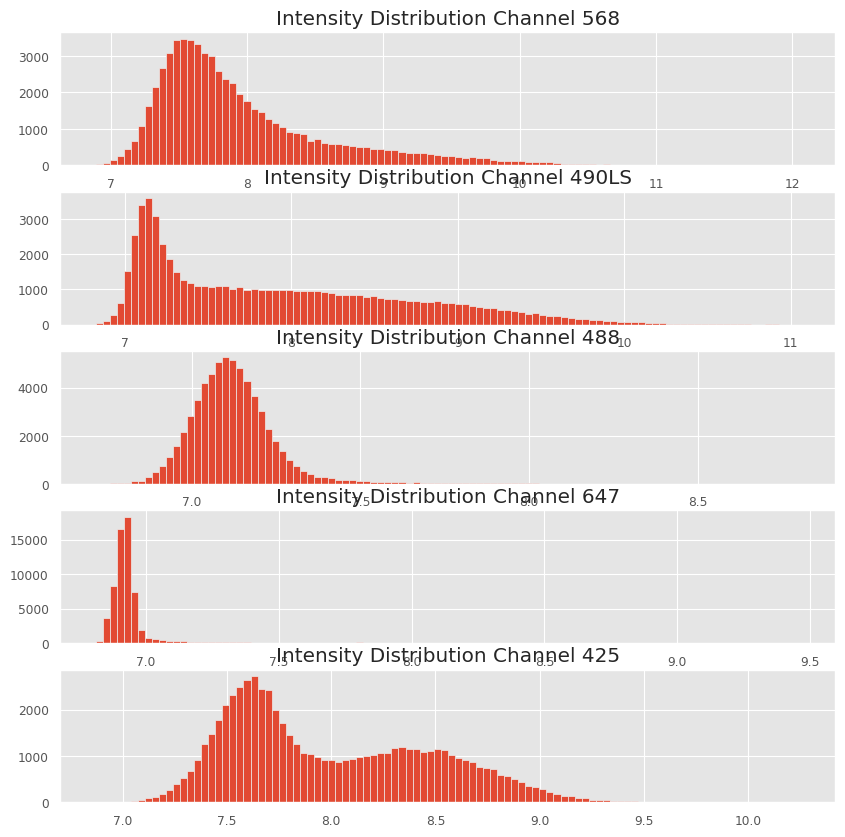 Intensity Distribution Channel 568
3000
2000
1000
0
7 8 9 10 11 12
Intensity Distribution Channel 490LS
3000
2000
1000
0
7 8 9 10 11
Intensity Distribution Channel 488
4000
2000
0
7.0 7.5 8.0 8.5
Intensity Distribution Channel 647
15000
10000
5000
0
7.0 7.5 8.0 8.5 9.0 9.5
Intensity Distribution Channel 425
2000
1000
0
7.0 7.5 8.0 8.5 9.0 9.5 10.0